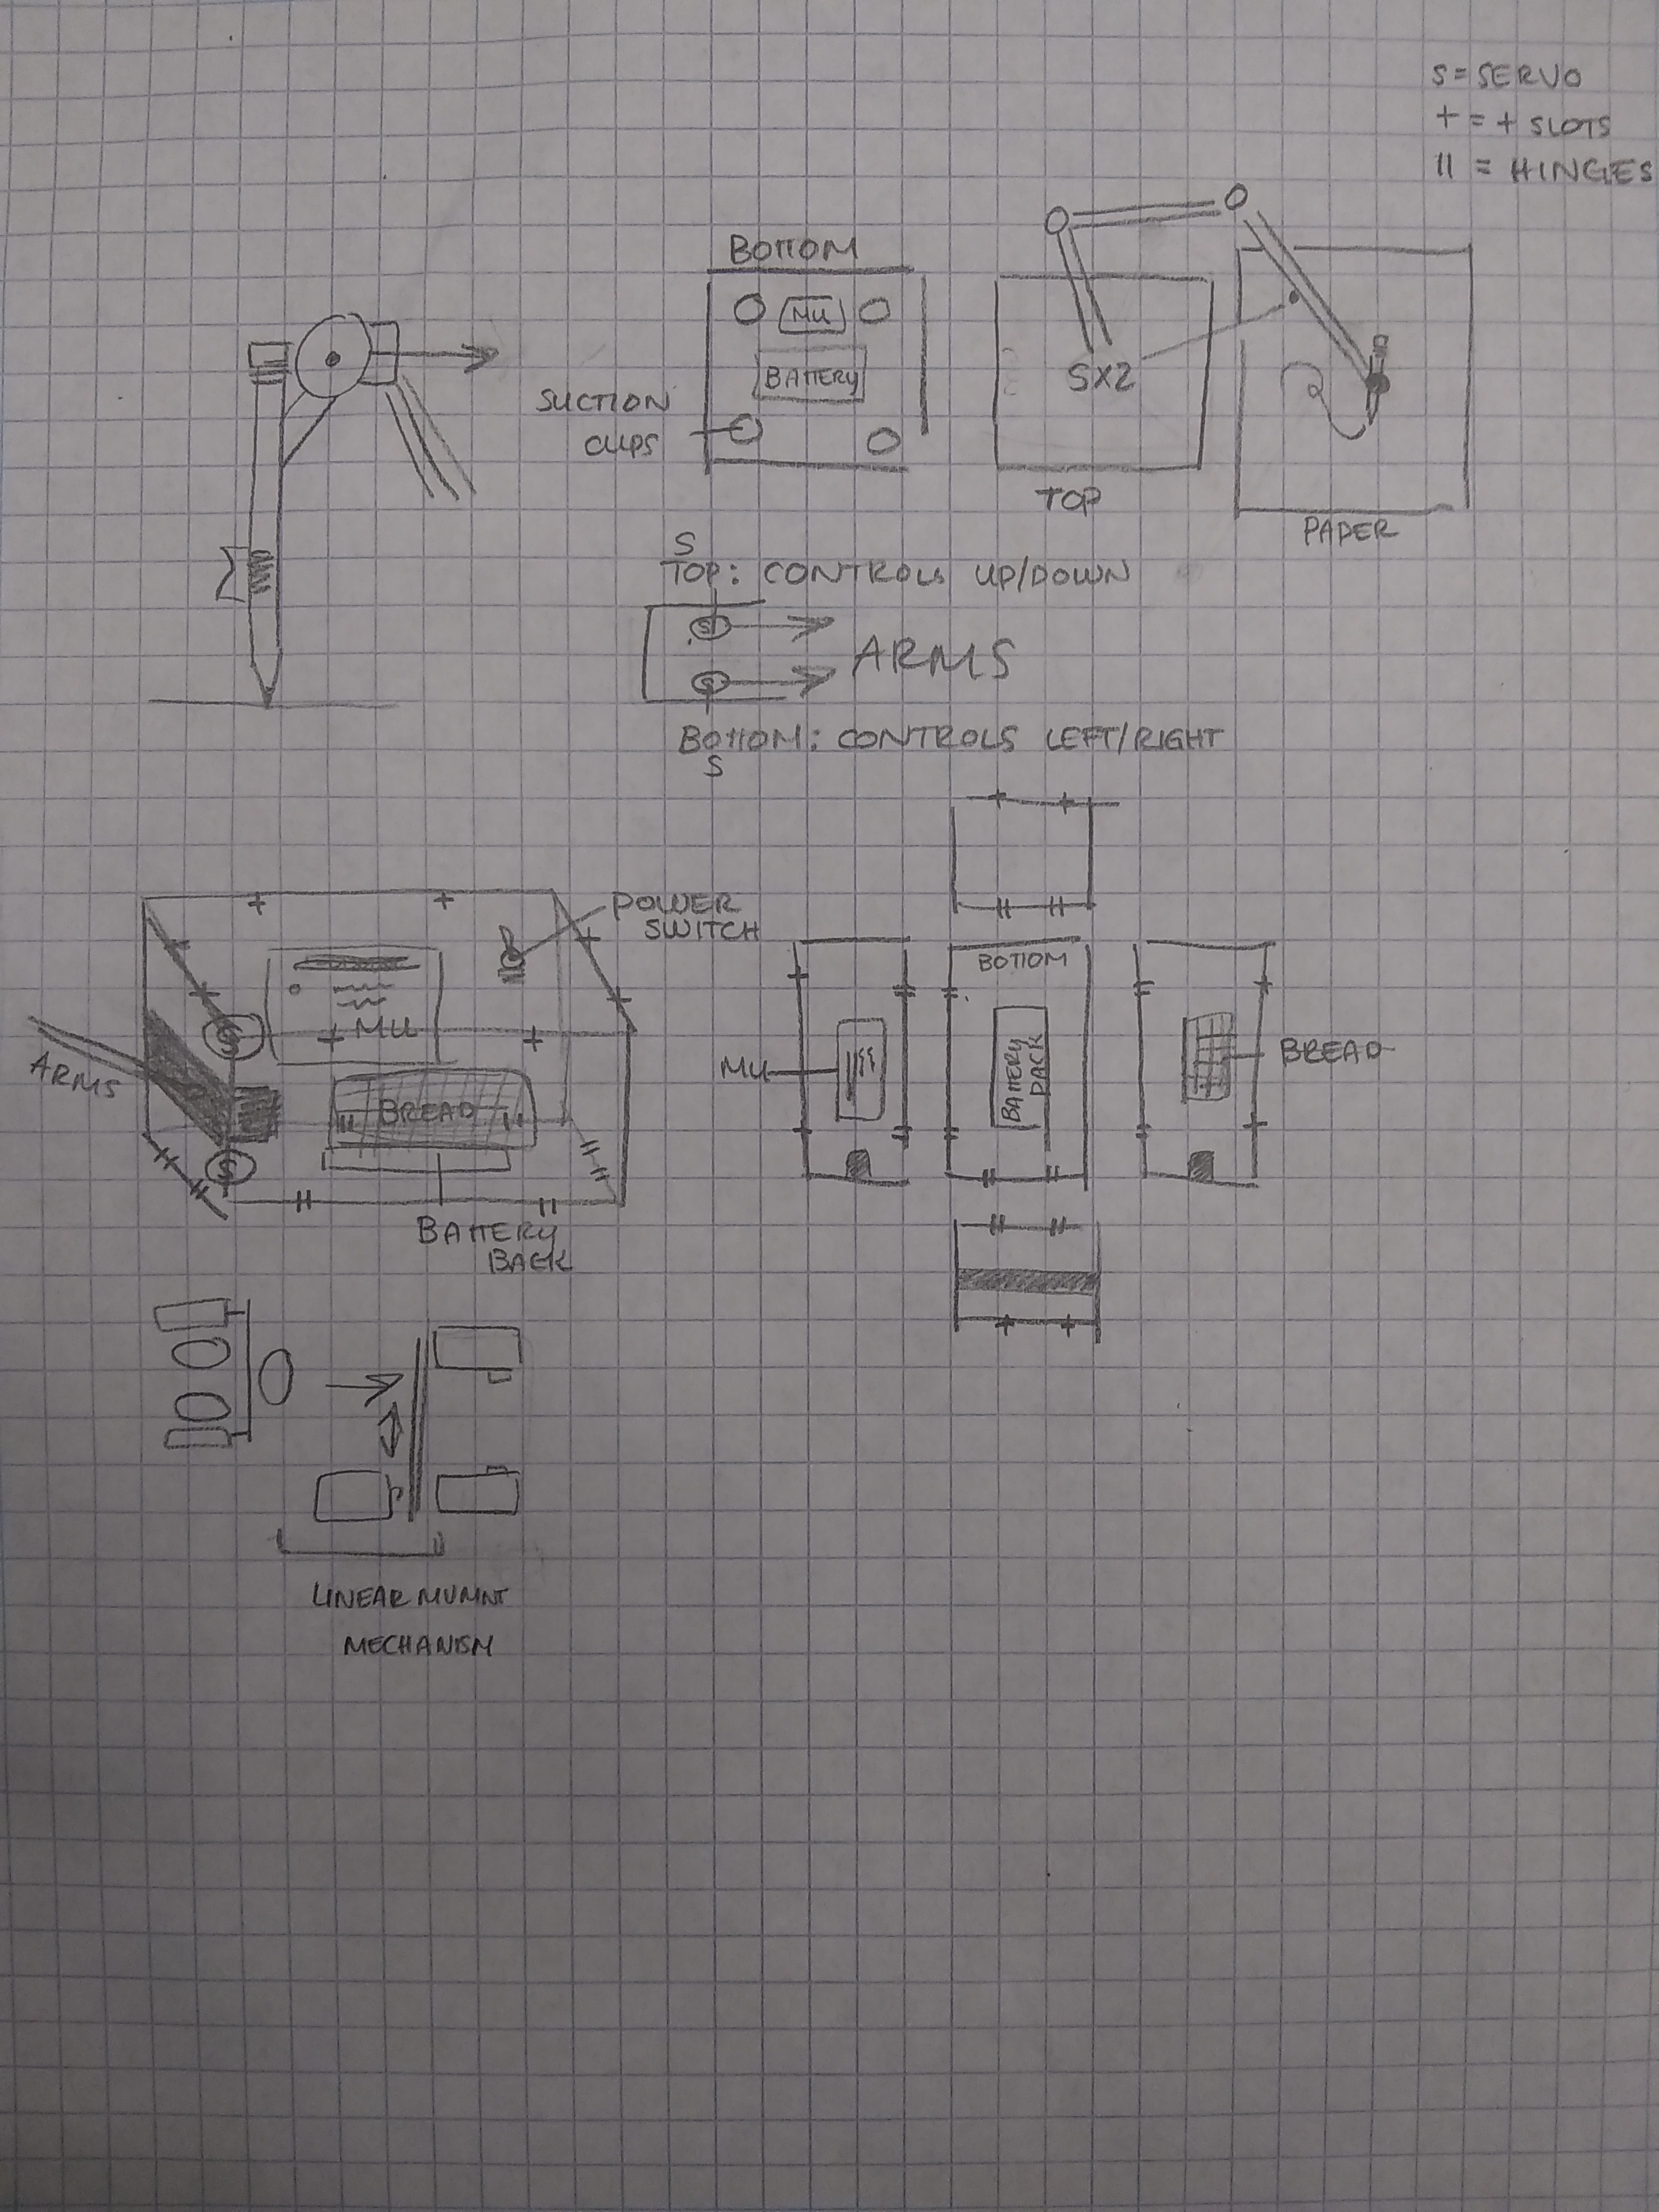 S = SERVO
+ = + SLOTS
|| = HINGES
BOTTOM
MU
BATTERY
SUCTION
CUPS
SX2
TOP
PAPER
S
TOP: CONTROLS UP/DOWN
S
S
ARMS
BOTTOM: CONTROLS LEFT/RIGHT
S
POWER
SWITCH
MU
S
ARMS
BREAD
S
BATTERY
BACK
BOTTOM
MU
BATTERY
PACK
BREAD
LINEAR MVMNT
MECHANISM